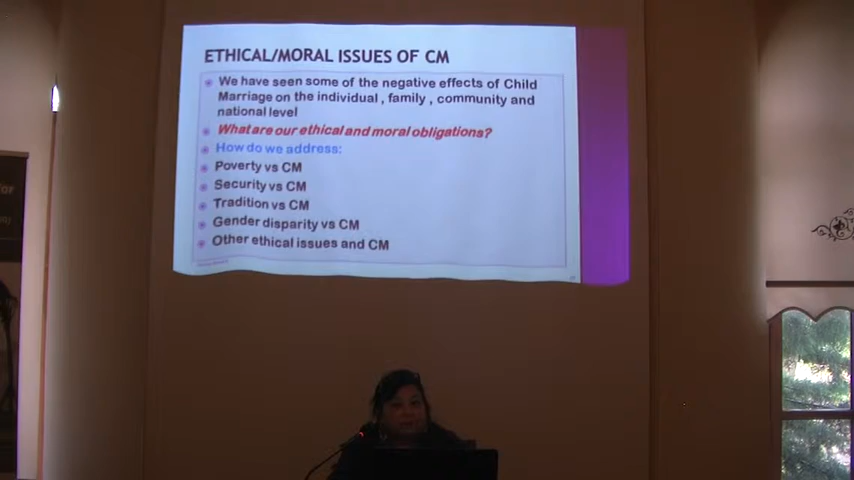 ETHICAL/MORAL ISSUES OF CM
We have seen some of the negative effects of Child
Marriage on the individual , family , community and
national level
What are our ethical and moral obligations?
How do we address:
Poverty vs CM
Security vs CM
Tradition vs CM
Gender disparity vs CM
Other ethical issues and CM